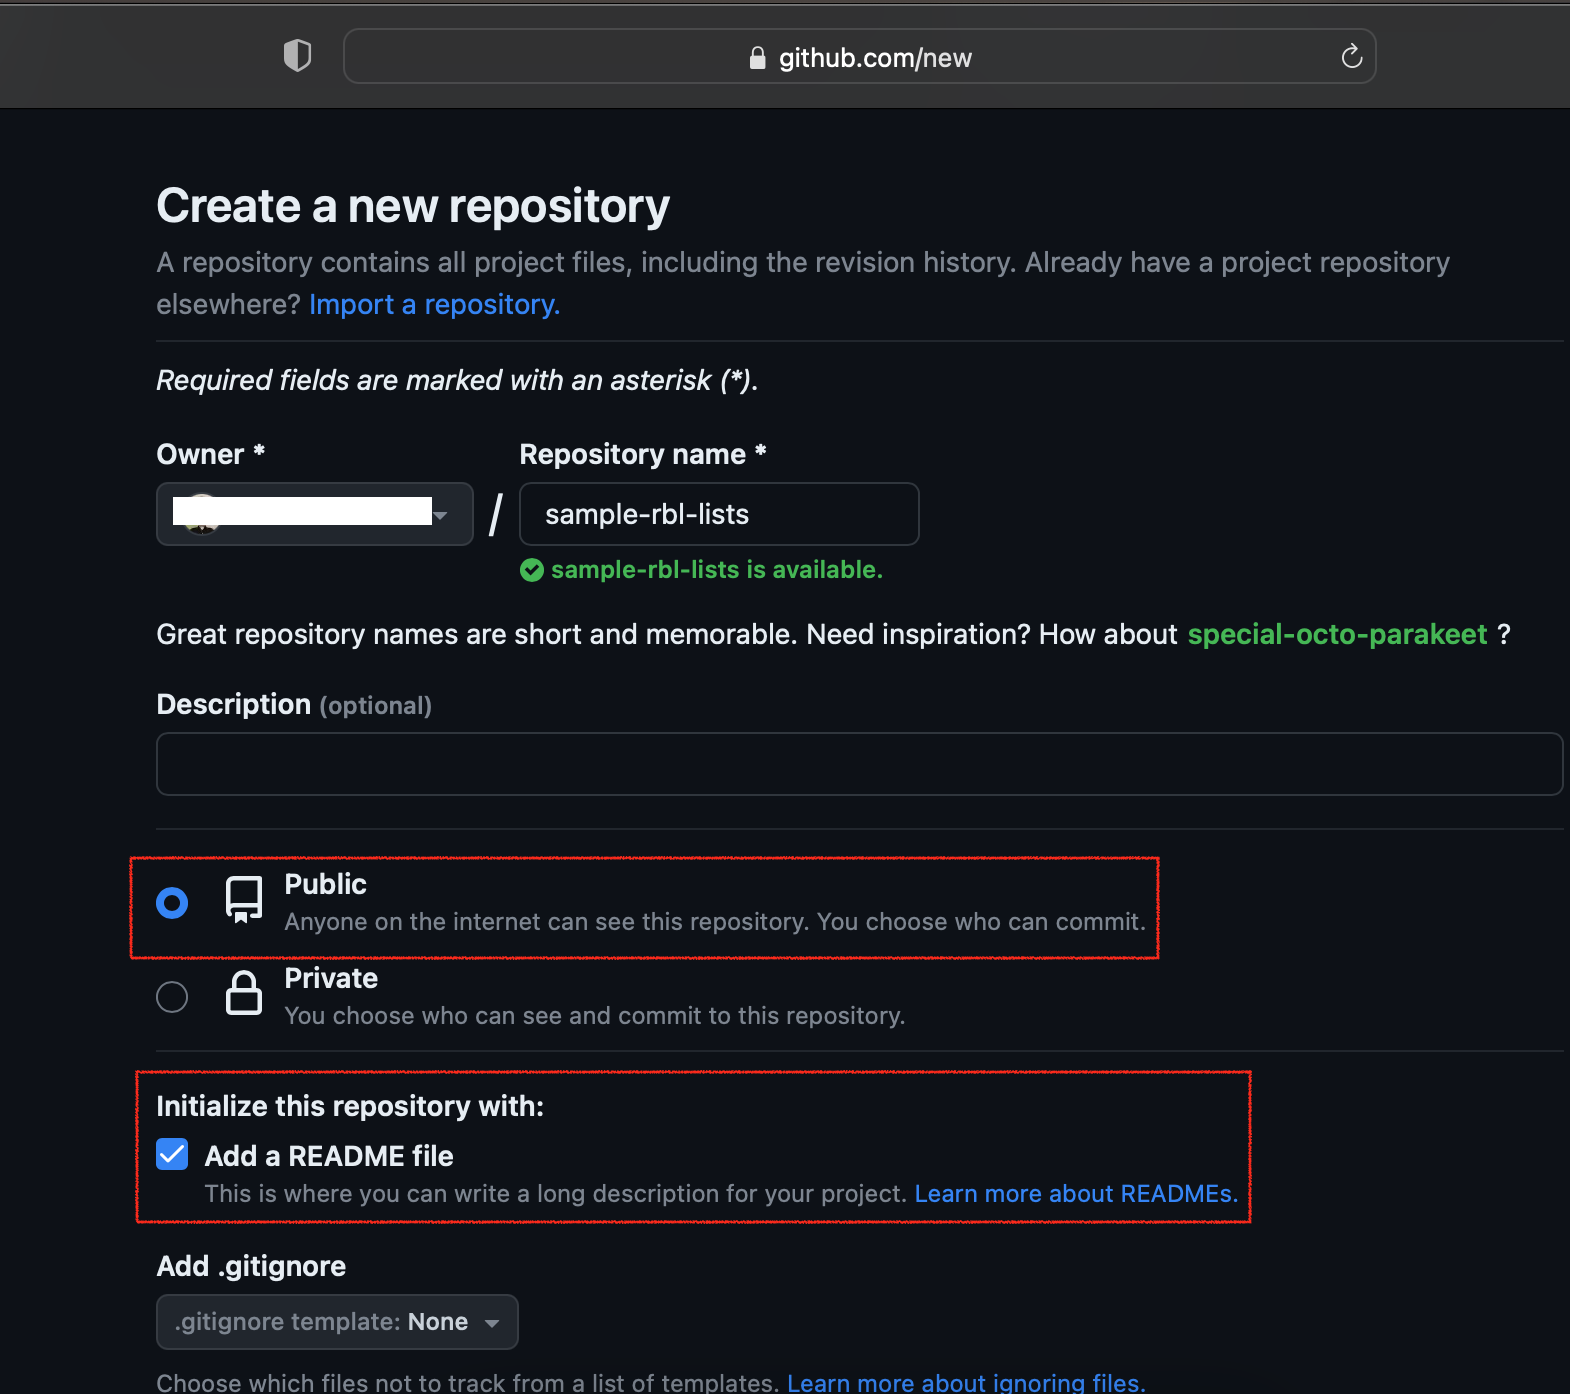 github.com/new
Create a new repository
A repository contains all project files, including the revision history. Already have a project repository
elsewhere? Import a repository.
Required fields are marked with an asterisk (*).
Owner *
Repository name *
/
sample-rbl-lists
sample-rbl-lists is available.
Great repository names are short and memorable. Need inspiration? How about special-octo-parakeet ?
Description (optional)
Public
Anyone on the internet can see this repository. You choose who can commit.
Private
You choose who can see and commit to this repository.
Initialize this repository with:
Add a README file
This is where you can write a long description for your project. Learn more about READMEs.
Add .gitignore
.gitignore template: None
Choose which files not to track from a list of templates. Learn more about ignoring files.